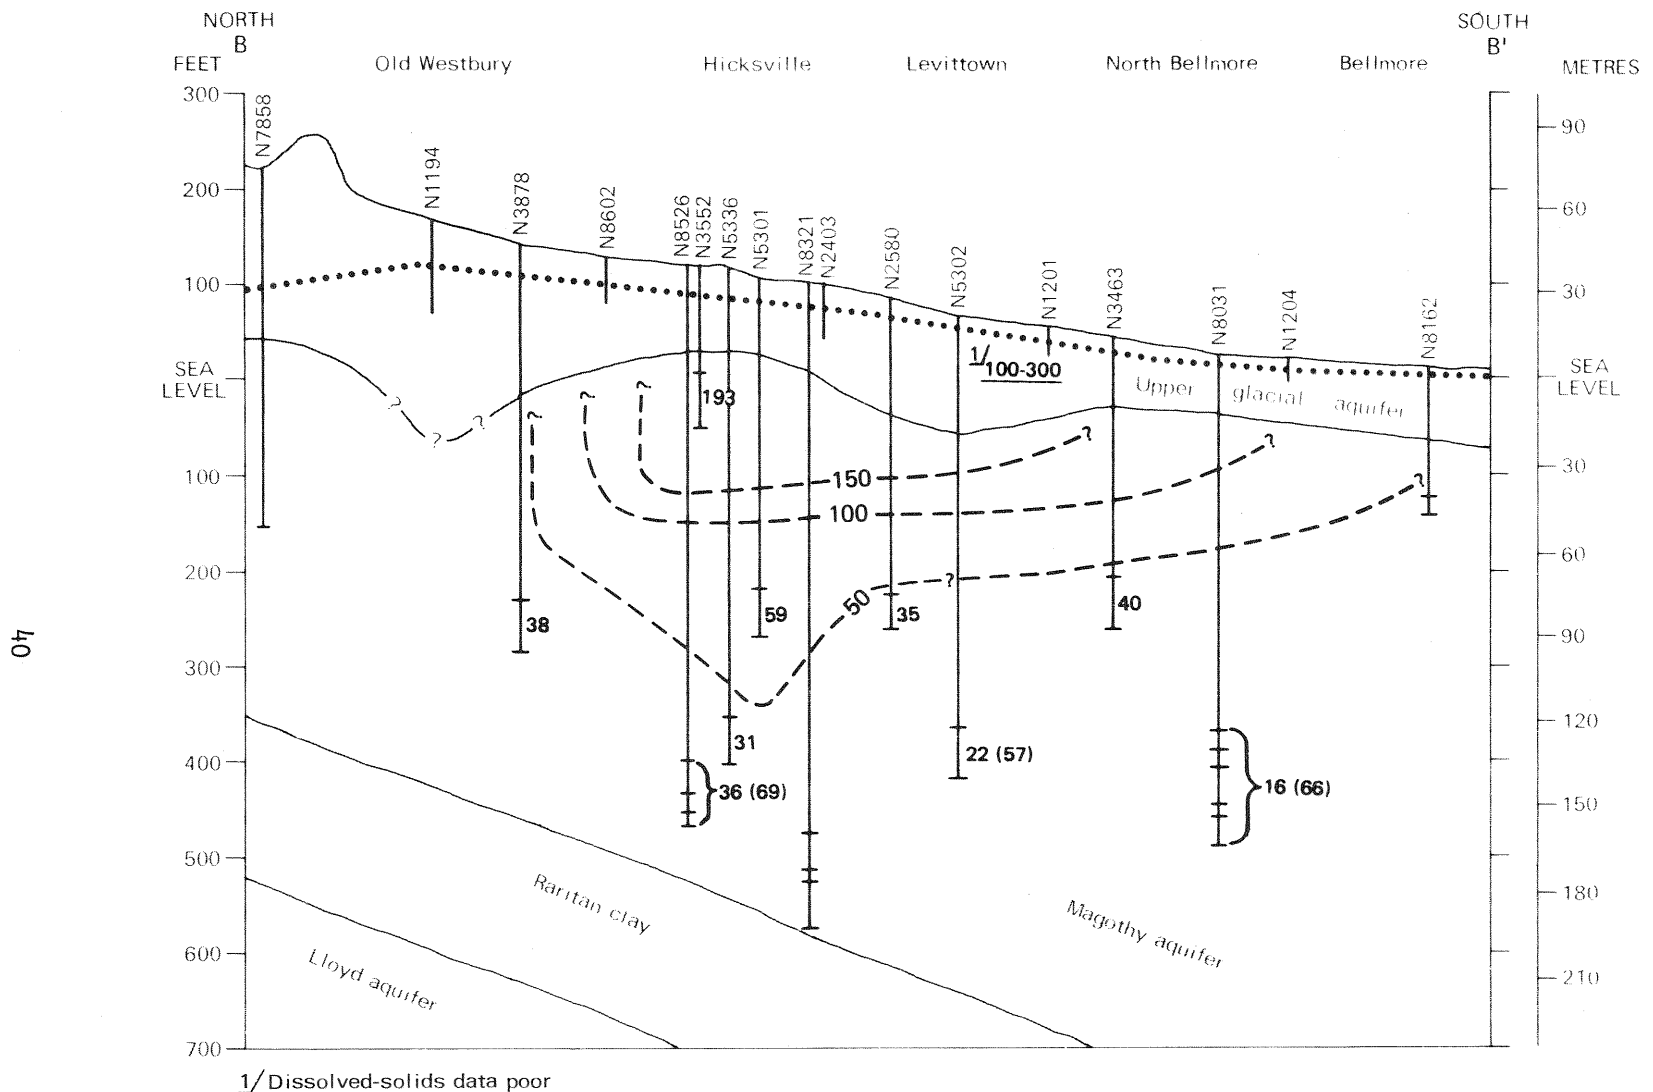 NORTH
B
SOUTH
B'
FEET
Old Westbury
Hicksville
Levittown
North Bellmore
Bellmore
METRES
300
200
100
SEA
LEVEL
100
200
300
400
500
600
700
90
60
30
SEA
LEVEL
30
60
90
120
150
180
210
N7858
N1194
N3878
N8602
N8526
N3552
N5336
N5301
N8321
N2403
N2580
N5302
N1201
N3463
N8031
N1204
N8162
1/100-300
Upper glacial aquifer
193
? ? ?
? ? ?
? ? ?
150
100
50
?
38
59
35
40
31
36 (69)
22 (57)
16 (66)
Raritan clay
Magothy aquifer
Lloyd aquifer
40
1/ Dissolved-solids data poor